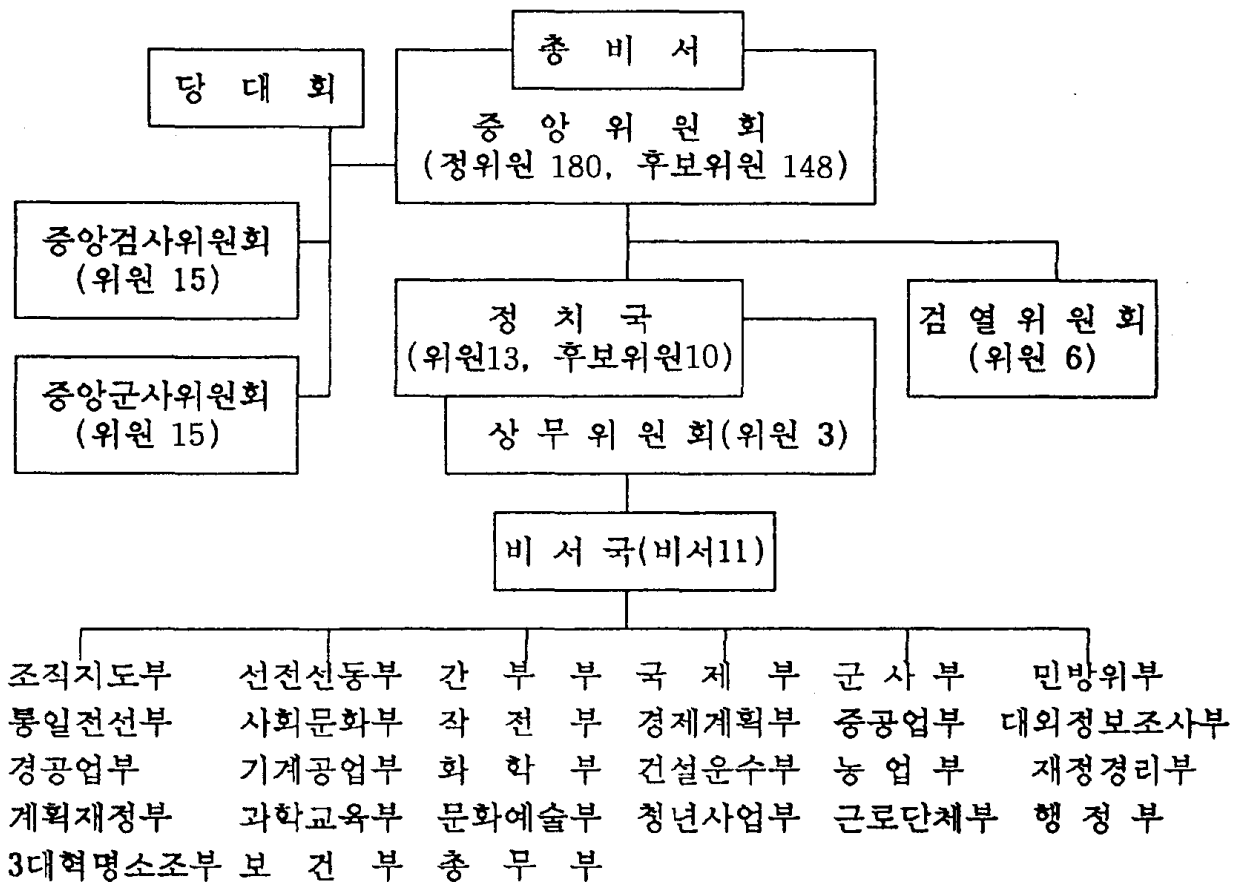 총 비 서
당 대 회
중 앙 위 원 회
(정위원 180, 후보위원 148)
중앙검사위원회
(위원 15)
정 치 국
(위원13, 후보위원10)
검 열 위 원 회
(위원 6)
중앙군사위원회
(위원 15)
상 무 위 원 회(위원 3)
비 서 국(비서11)
조직지도부 선전선동부 간 부 부 국 제 부 군 사 부 민방위부
통일전선부 사회문화부 작 전 부 경제계획부 중공업부 대외정보조사부
경공업부 기계공업부 화 학 부 건설운수부 농 업 부 재정경리부
계획재정부 과학교육부 문화예술부 청년사업부 근로단체부 행 정 부
3대혁명소조부 보 건 부 총 무 부